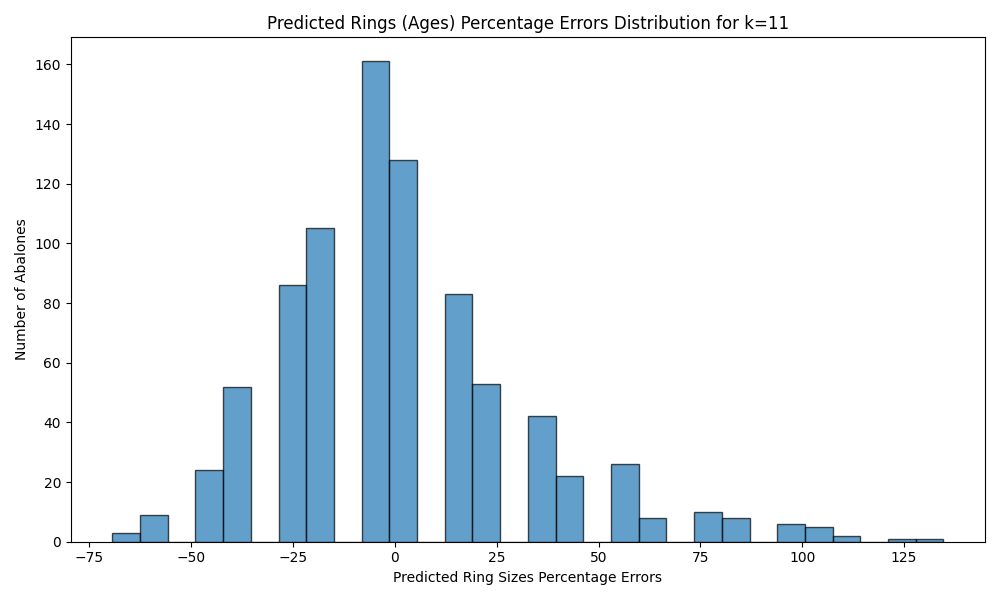 Predicted Rings (Ages) Percentage Errors Distribution for k=11
160
140
120
100
80
60
40
20
0
Number of Abalones
−75 −50 −25 0 25 50 75 100 125
Predicted Ring Sizes Percentage Errors